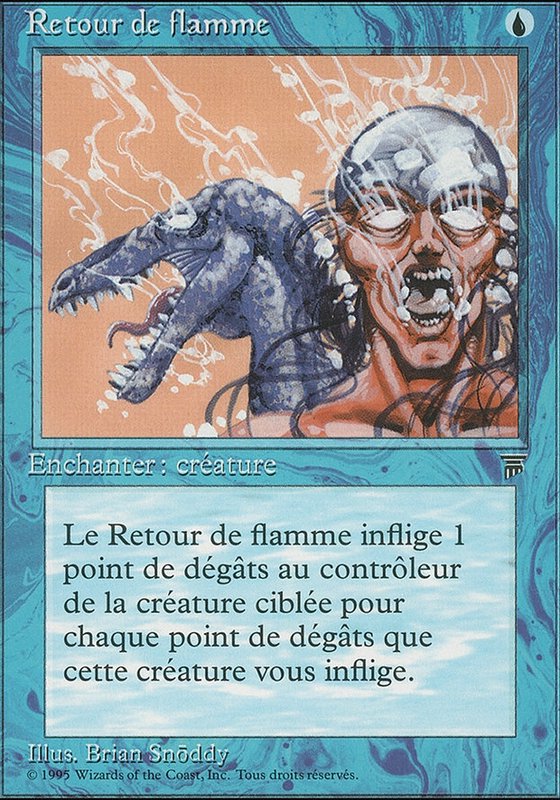 Retour de flamme
Enchanter : créature
Le Retour de flamme inflige 1
point de dégâts au contrôleur
de la créature ciblée pour
chaque point de dégâts que
cette créature vous inflige.
Illus. Brian Snōddy
© 1995 Wizards of the Coast, Inc. Tous droits réservés.